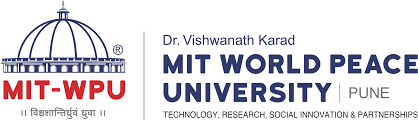 ®
MIT-WPU
॥ विश्वशान्तिर्ध्रुवं ध्रुवा ॥
Dr. Vishwanath Karad
MIT WORLD PEACE
UNIVERSITY | PUNE
TECHNOLOGY, RESEARCH, SOCIAL INNOVATION & PARTNERSHIPS